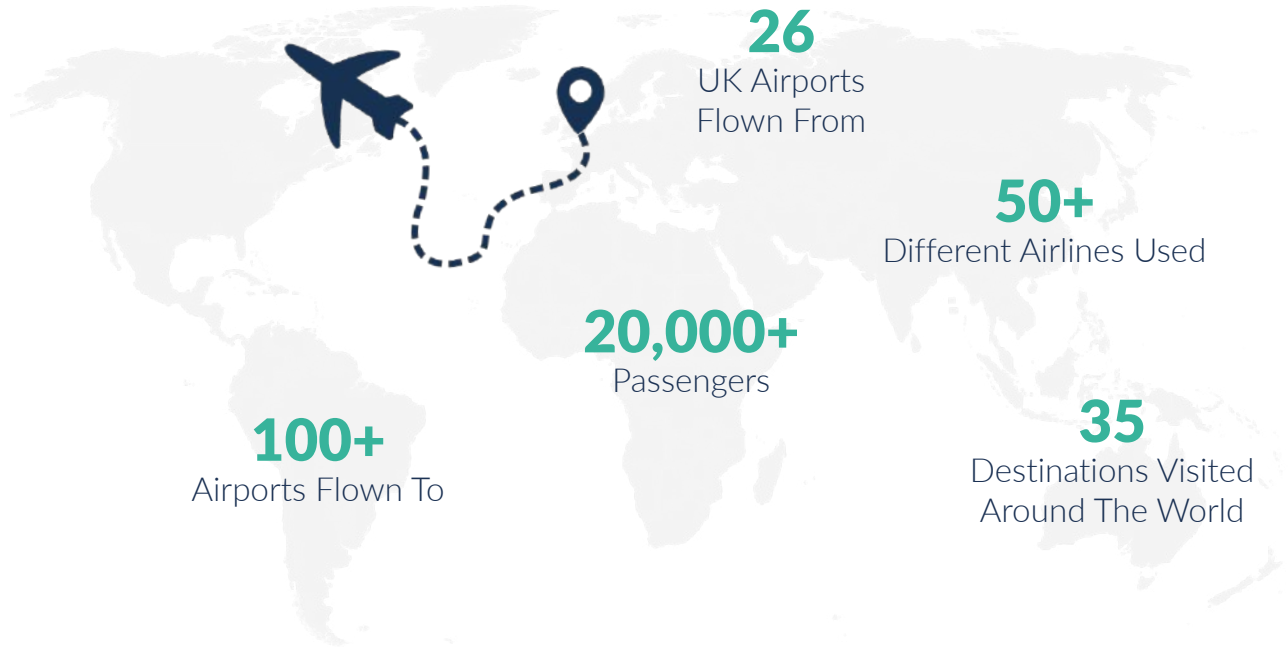 26
UK Airports
Flown From
50+
Different Airlines Used
20,000+
Passengers
100+
Airports Flown To
35
Destinations Visited
Around The World